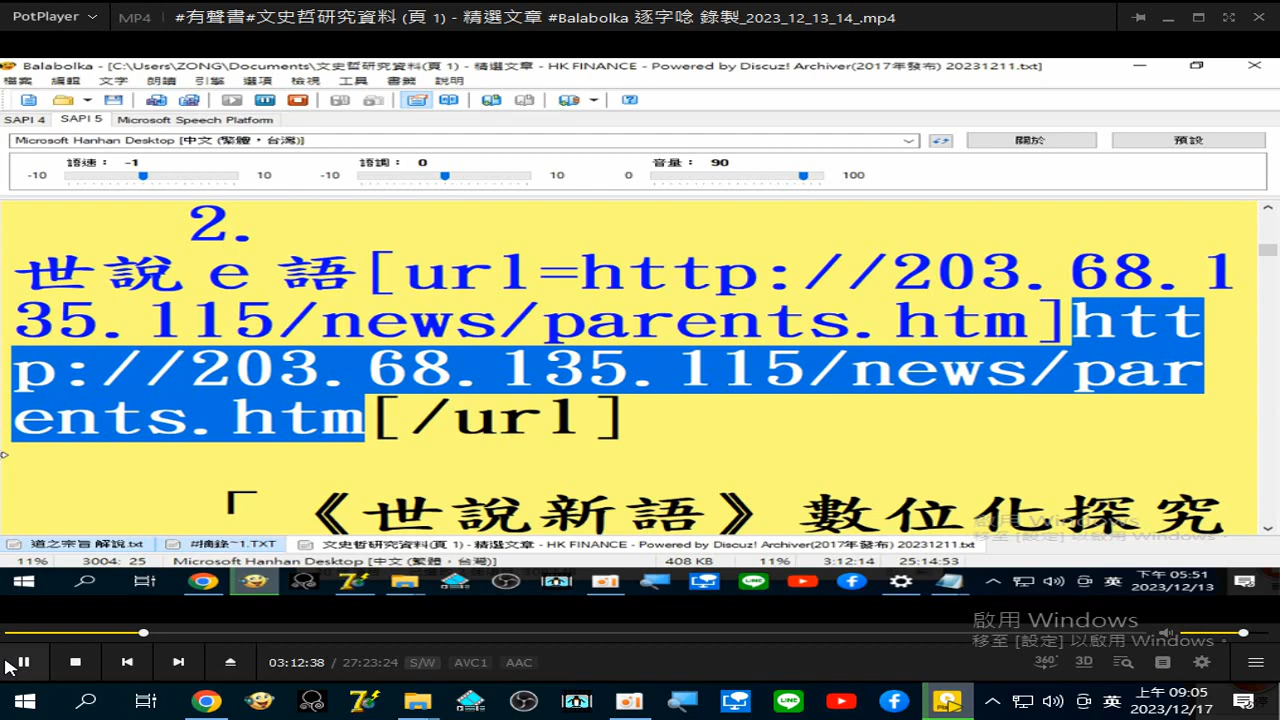 PotPlayer MP4 #有聲書#文史哲研究資料 (頁 1) - 精選文章 #Balabolka 逐字唸 錄製_2023_12_13_14_.mp4
Balabolka - [C:\Users\ZONG\Documents\文史哲研究資料(頁 1) - 精選文章 - HK FINANCE - Powered by Discuz! Archiver(2017年發布) 20231211.txt]
檔案 編輯 文字 朗讀 引擎 選項 檢視 工具 書籤 說明
SAPI 4 SAPI 5 Microsoft Speech Platform
Microsoft Hanhan Desktop [中文 (繁體，台灣)] 關於 預設
語速： -1 語調： 0 音量： 90
-10 10 -10 10 0 100
2.
世說e語[url=http://203.68.1
35.115/news/parents.htm]htt
p://203.68.135.115/news/par
ents.htm[/url]
「《世說新語》數位化探究
啟用 Windows
移至 [設定] 以啟用 Windows。
道之宗旨 解說.txt #摘錄~1.TXT 文史哲研究資料(頁 1) - 精選文章 - HK FINANCE - Powered by Discuz! Archiver(2017年發布) 20231211.txt
11% 3004: 25 Microsoft Hanhan Desktop [中文 (繁體，台灣)] 408 KB 11% 3:12:14 25:14:53
英 下午 05:51
2023/12/13
啟用 Windows
移至 [設定] 以啟用 Windows。
03:12:38 / 27:23:24 S/W AVC1 AAC 360° 3D
英 上午 09:05
2023/12/17